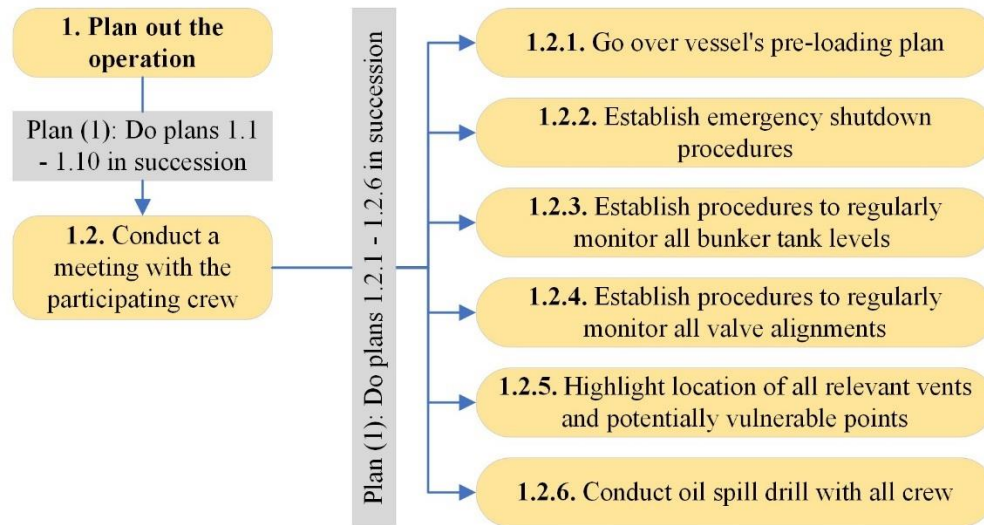 1. Plan out the
operation
Plan (1): Do plans 1.1
- 1.10 in succession
1.2. Conduct a
meeting with the
participating crew
Plan (1): Do plans 1.2.1 - 1.2.6 in succession
1.2.1. Go over vessel's pre-loading plan
1.2.2. Establish emergency shutdown
procedures
1.2.3. Establish procedures to regularly
monitor all bunker tank levels
1.2.4. Establish procedures to regularly
monitor all valve alignments
1.2.5. Highlight location of all relevant vents
and potentially vulnerable points
1.2.6. Conduct oil spill drill with all crew